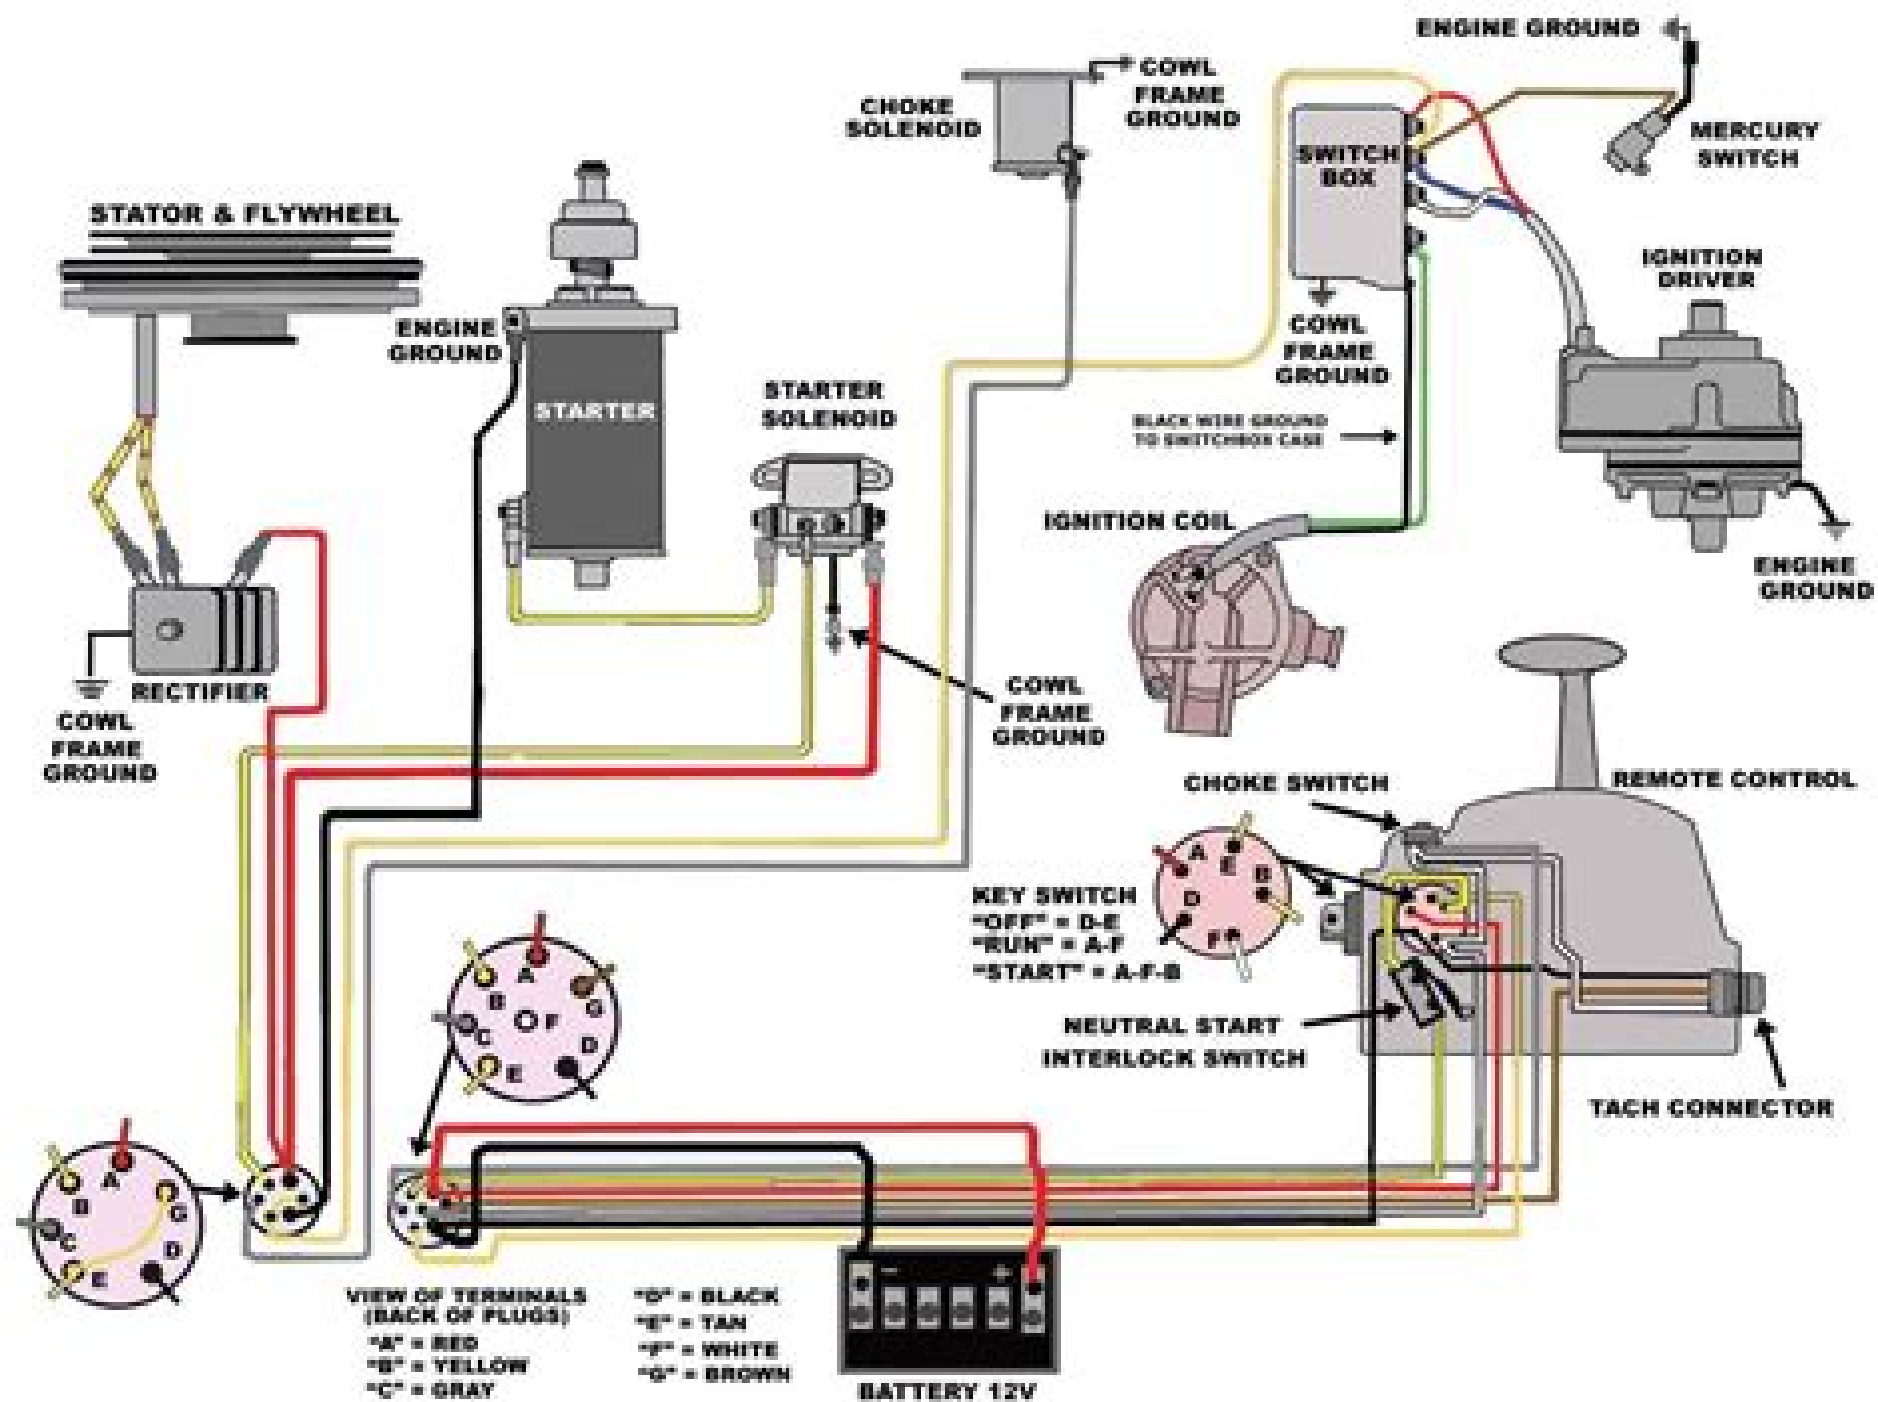 ENGINE GROUND
COWL
FRAME
GROUND
CHOKE
SOLENOID
MERCURY
SWITCH
SWITCH
BOX
STATOR & FLYWHEEL
IGNITION
DRIVER
ENGINE
GROUND
COWL
FRAME
GROUND
STARTER
STARTER
SOLENOID
BLACK WIRE GROUND
TO SWITCHBOX CASE
IGNITION COIL
ENGINE
GROUND
RECTIFIER
COWL
FRAME
GROUND
COWL
FRAME
GROUND
CHOKE SWITCH
REMOTE CONTROL
A
E
B
D
F
KEY SWITCH
"OFF" = D-E
"RUN" = A-F
"START" = A-F-B
A
B
G
C
F
D
E
NEUTRAL START
INTERLOCK SWITCH
TACH CONNECTOR
A
B
G
C
D
E
- +
VIEW OF TERMINALS
(BACK OF PLUGS)
"A" = RED
"B" = YELLOW
"C" = GRAY
"D" = BLACK
"E" = TAN
"F" = WHITE
"G" = BROWN
BATTERY 12V